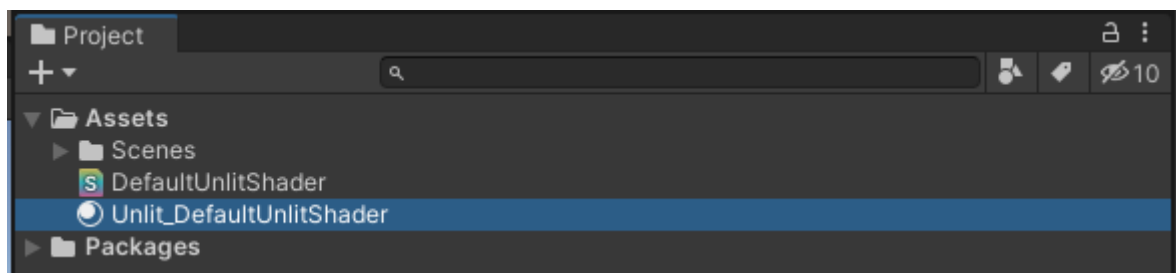 Project
10
Assets
Scenes
S DefaultUnlitShader
Unlit_DefaultUnlitShader
Packages